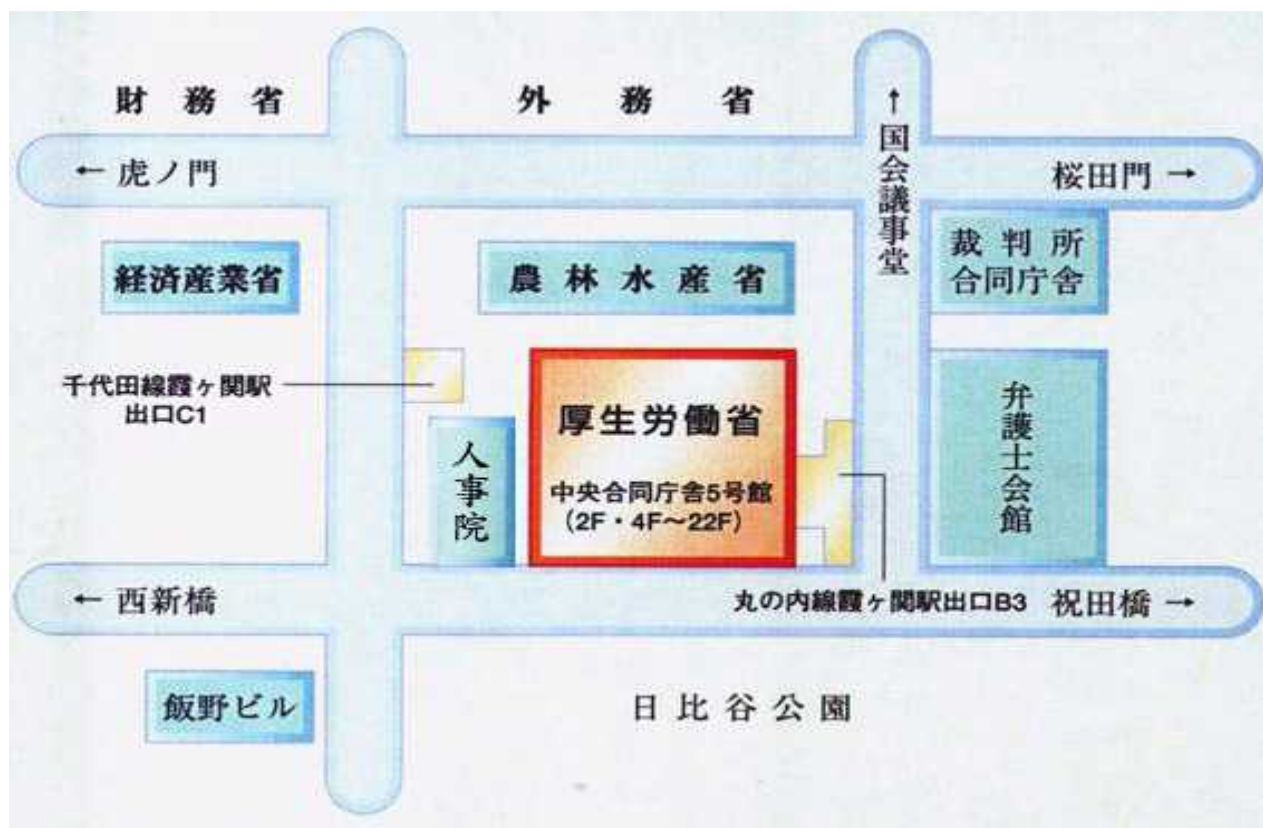 財務省
外務省
↑国会議事堂
← 虎ノ門
桜田門 →
経済産業省
農林水産省
裁判所
合同庁舎
千代田線霞ヶ関駅
出口C1
人事院
厚生労働省
中央合同庁舎5号館
(2F・4F～22F)
弁護士会館
← 西新橋
丸の内線霞ヶ関駅出口B3
祝田橋 →
飯野ビル
日比谷公園